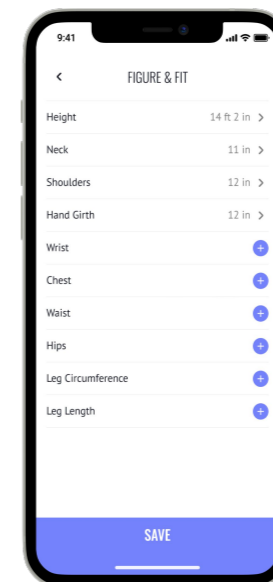 9:41
FIGURE & FIT
Height 14 ft 2 in
Neck 11 in
Shoulders 12 in
Hand Girth 12 in
Wrist
Chest
Waist
Hips
Leg Circumference
Leg Length
SAVE